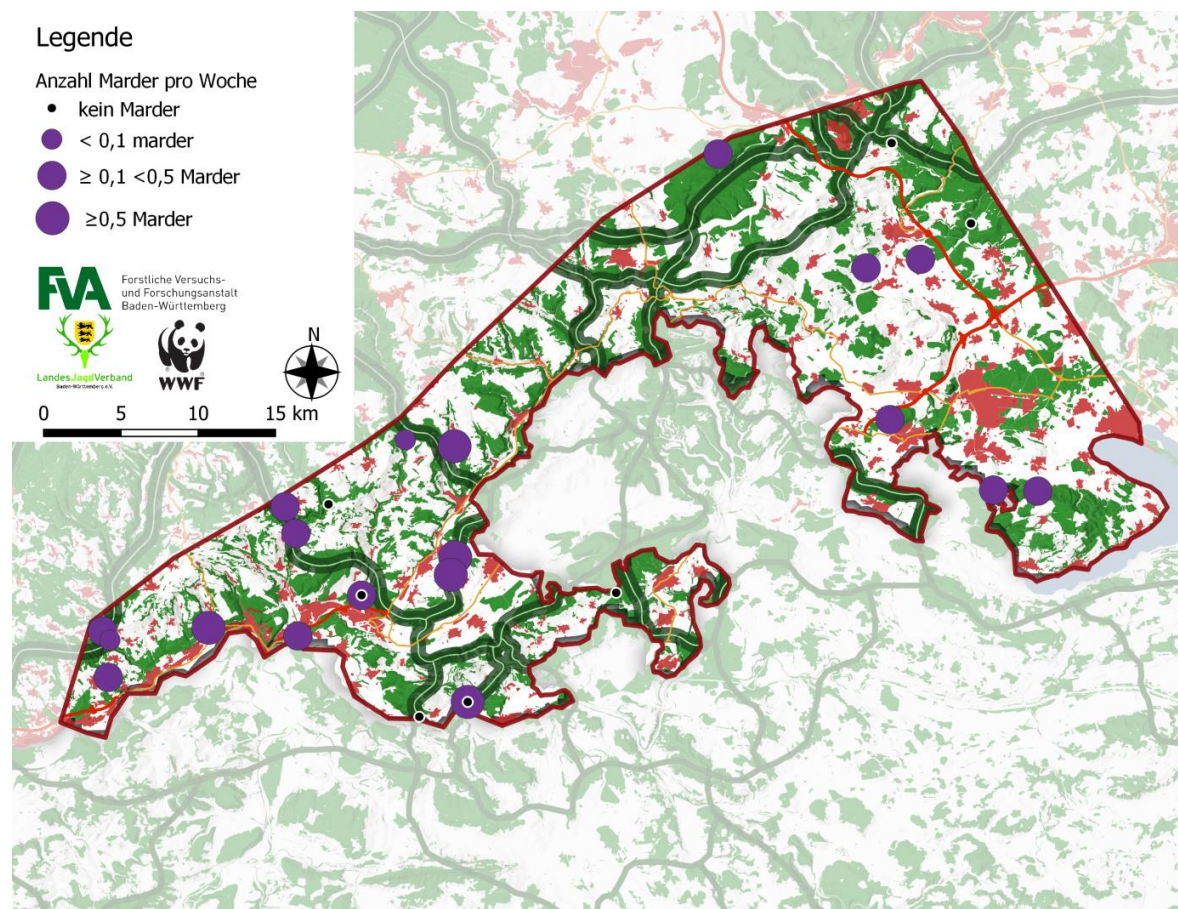 Legende
Anzahl Marder pro Woche
kein Marder
< 0,1 marder
≥ 0,1 <0,5 Marder
≥0,5 Marder
FVA
Forstliche Versuchs-
und Forschungsanstalt
Baden-Württemberg
LandesJagdVerband
Baden-Württemberg e.V.
WWF
N
0 5 10 15 km